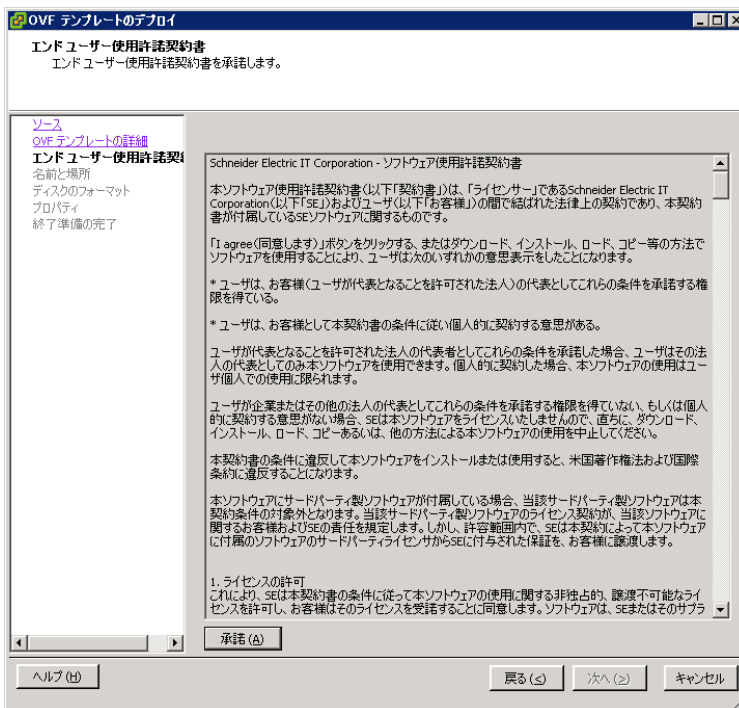 OVF テンプレートのデプロイ
エンド ユーザー使用許諾契約書
エンド ユーザー使用許諾契約書を承諾します。
ソース
OVF テンプレートの詳細
エンド ユーザー使用許諾契
名前と場所
ディスクのフォーマット
プロパティ
終了準備の完了
Schneider Electric IT Corporation - ソフトウェア使用許諾契約書
本ソフトウェア使用許諾契約書(以下「契約書」)は、「ライセンサー」であるSchneider Electric IT
Corporation(以下「SE」)およびユーザ(以下「お客様」)の間で結ばれた法律上の契約であり、本契約
書が付属しているSEソフトウェアに関するものです。
「I agree(同意します)」ボタンをクリックする、またはダウンロード、インストール、ロード、コピー等の方法で
ソフトウェアを使用することにより、ユーザは次のいずれかの意思表示をしたことになります。
* ユーザは、お客様(ユーザが代表となることを許可された法人)の代表としてこれらの条件を承諾する権
限を得ている。
* ユーザは、お客様として本契約書の条件に従い個人的に契約する意思がある。
ユーザが代表となることを許可された法人の代表者としてこれらの条件を承諾した場合、ユーザはその法
人の代表としてのみ本ソフトウェアを使用できます。個人的に契約した場合、本ソフトウェアの使用はユー
ザ個人での使用に限られます。
ユーザが企業またはその他の法人の代表としてこれらの条件を承諾する権限を得ていない、もしくは個人
的に契約する意思がない場合、SEは本ソフトウェアをライセンスいたしませんので、直ちに、ダウンロード、
インストール、ロード、コピーあるいは、他の方法による本ソフトウェアの使用を中止してください。
本契約書の条件に違反して本ソフトウェアをインストールまたは使用すると、米国著作権法および国際
条約に違反することになります。
本ソフトウェアにサードパーティ製ソフトウェアが付属している場合、当該サードパーティ製ソフトウェアは本
契約条件の対象外となります。当該サードパーティ製ソフトウェアのライセンス契約が、当該ソフトウェアに
関するお客様およびSEの責任を規定します。しかし、許容範囲内で、SEは本契約によって本ソフトウェア
に付属のソフトウェアのサードパーティライセンサからSEに付与された保証を、お客様に譲渡します。
1. ライセンスの許可
これにより、SEは本契約書の条件に従って本ソフトウェアの使用に関する非独占的、譲渡不可能なライ
センスを許可し、お客様はそのライセンスを受諾することに同意します。ソフトウェアは、SEまたはそのサプラ
承諾(A)
ヘルプ(H)
戻る(<)
次へ(>)
キャンセル